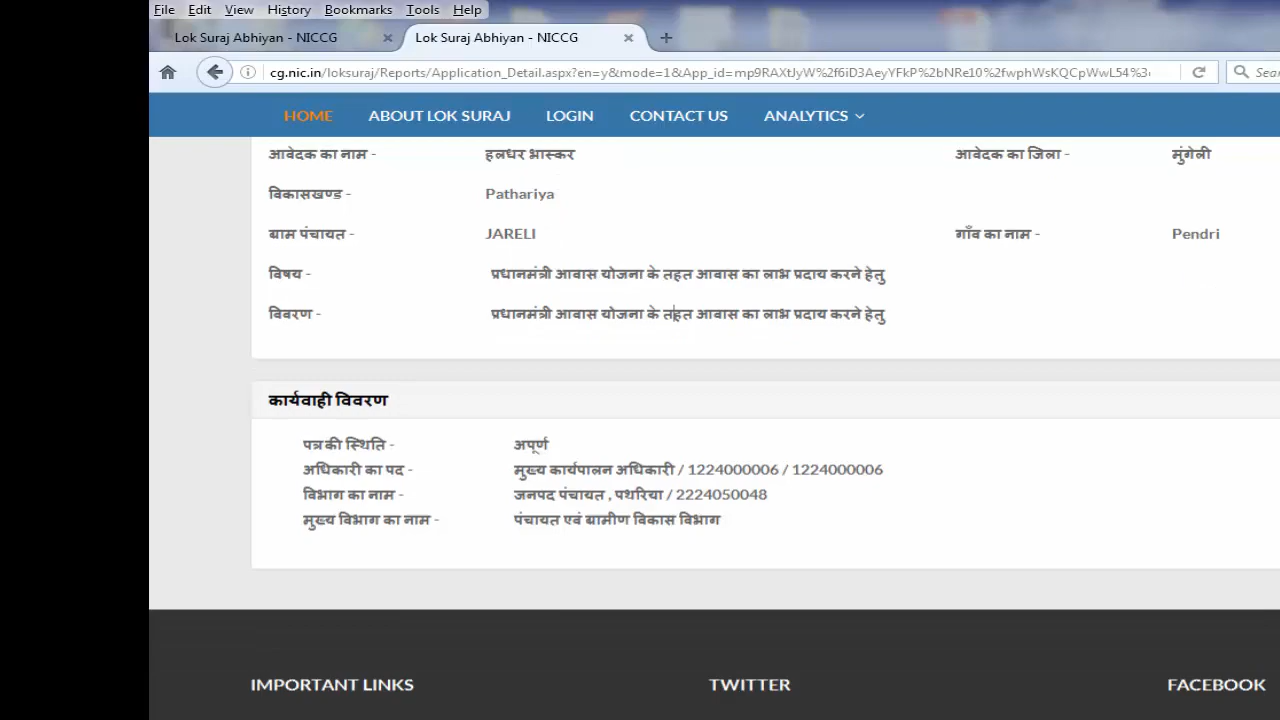 File Edit View History Bookmarks Tools Help
Lok Suraj Abhiyan - NICCG × Lok Suraj Abhiyan - NICCG × +
cg.nic.in/loksuraj/Reports/Application_Detail.aspx?en=y&mode=1&App_id=mp9RAXtJyW%2f6iD3AeyYFkP%2bNRe10%2fwphWsKQCpWwL54%3
HOME ABOUT LOK SURAJ LOGIN CONTACT US ANALYTICS
आवेदक का नाम - हलधर भास्कर आवेदक का जिला - मुंगेली
विकासखण्ड - Pathariya
ग्राम पंचायत - JARELI गाँव का नाम - Pendri
विषय - प्रधानमंत्री आवास योजना के तहत आवास का लाभ प्रदाय करने हेतु
विवरण - प्रधानमंत्री आवास योजना के तहत आवास का लाभ प्रदाय करने हेतु
कार्यवाही विवरण
पत्र की स्थिति - अपूर्ण
अधिकारी का पद - मुख्य कार्यपालन अधिकारी / 1224000006 / 1224000006
विभाग का नाम - जनपद पंचायत , पथरिया / 2224050048
मुख्य विभाग का नाम - पंचायत एवं ग्रामीण विकास विभाग
IMPORTANT LINKS TWITTER FACEBOOK